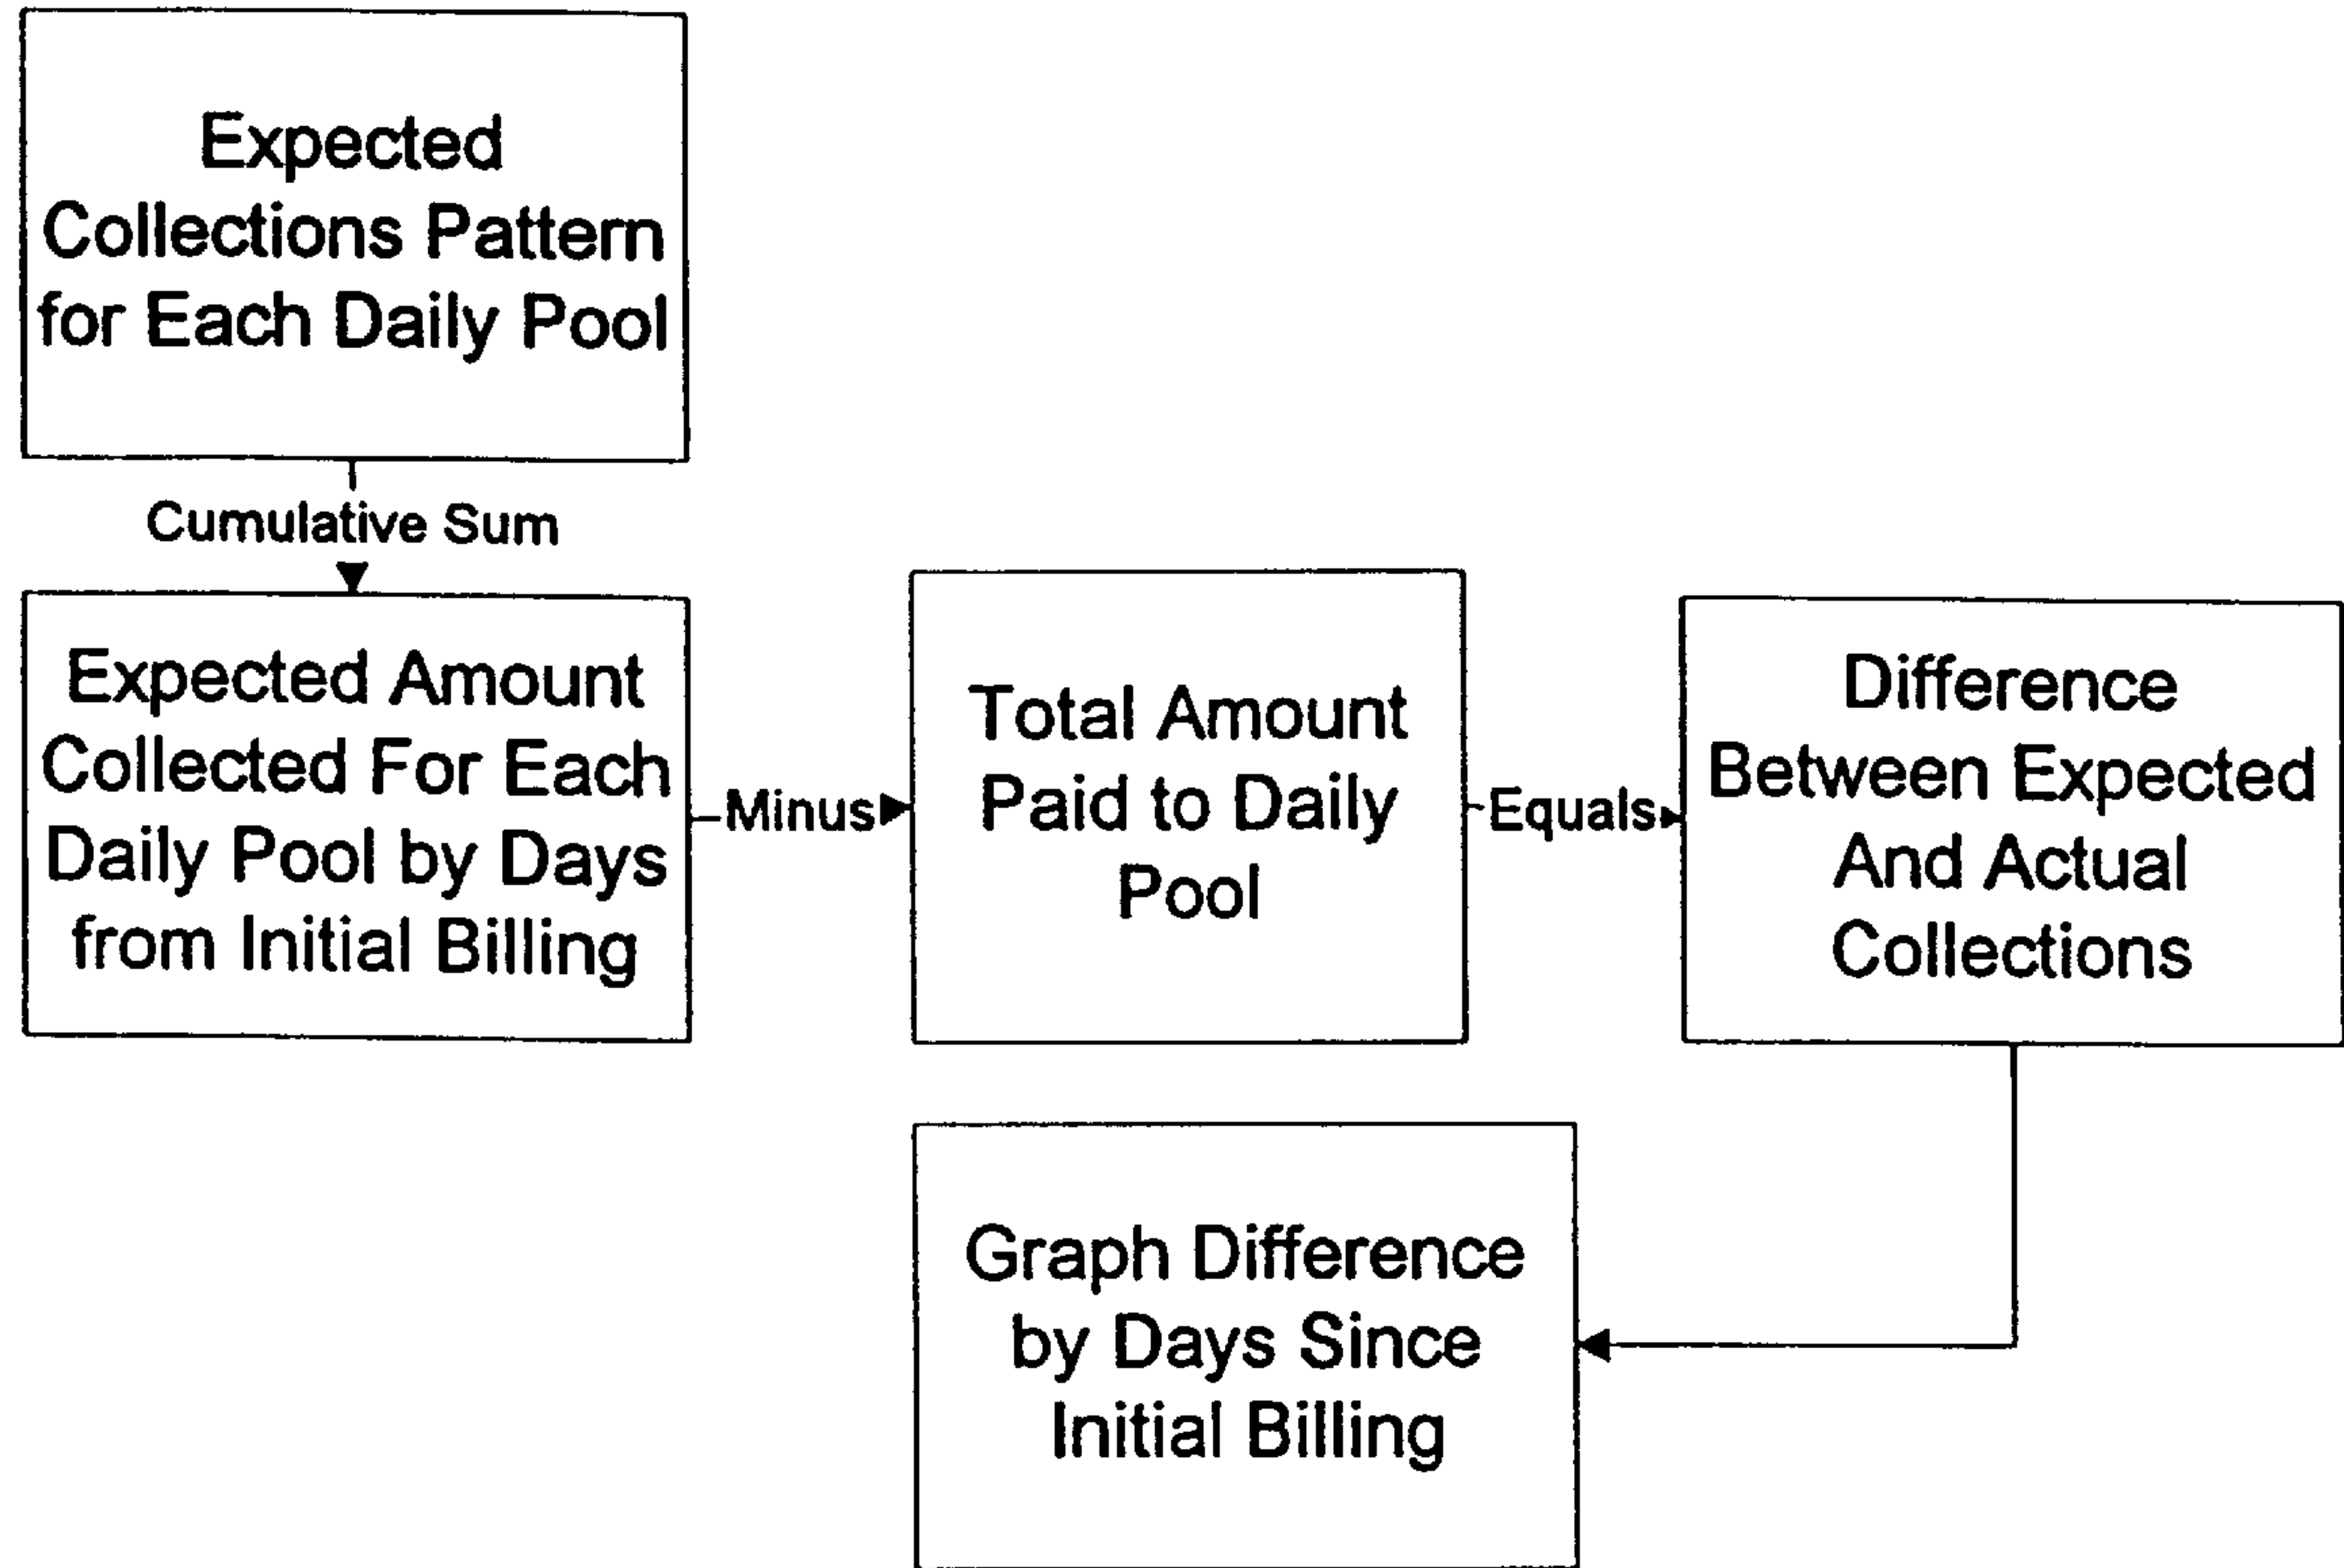 Expected
Collections Pattern
for Each Daily Pool
Cumulative Sum
Expected Amount
Collected For Each
Daily Pool by Days
from Initial Billing
Minus
Total Amount
Paid to Daily
Pool
Equals
Difference
Between Expected
And Actual
Collections
Graph Difference
by Days Since
Initial Billing